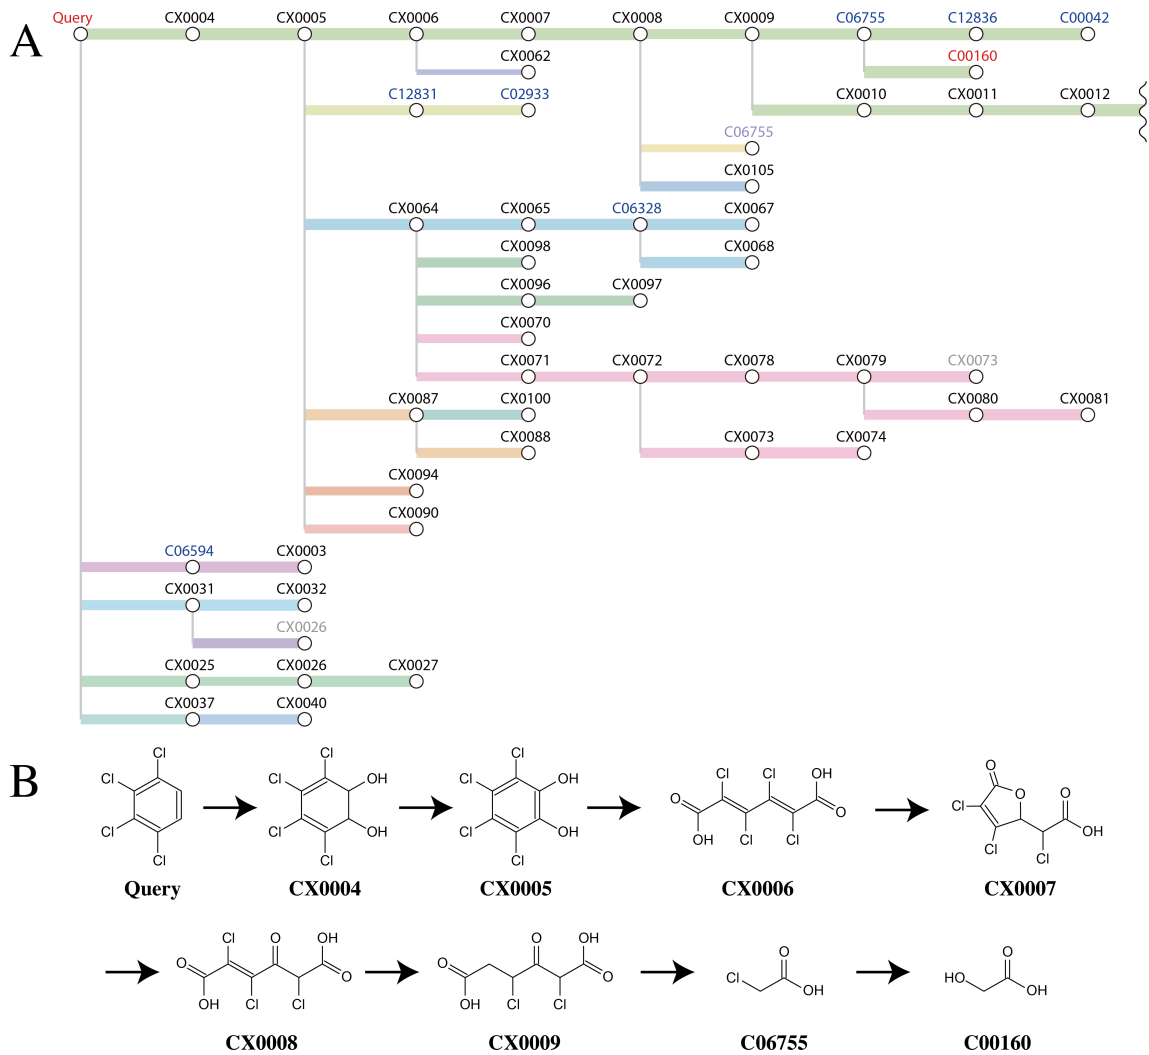 A
Query CX0004 CX0005 CX0006 CX0007 CX0008 CX0009 C06755 C12836 C00042
CX0062 C00160
C12831 C02933 CX0010 CX0011 CX0012
C06755
CX0105
CX0064 CX0065 C06328 CX0067
CX0098 CX0068
CX0096 CX0097
CX0070
CX0071 CX0072 CX0078 CX0079 CX0073
CX0087 CX0100 CX0080 CX0081
CX0088 CX0073 CX0074
CX0094
CX0090
C06594 CX0003
CX0031 CX0032
CX0026
CX0025 CX0026 CX0027
CX0037 CX0040
B
Cl Cl Cl Cl
Cl Cl Cl Cl OH OH
Cl Cl Cl Cl OH OH
O OH Cl Cl Cl Cl OH O
O O Cl Cl Cl O OH
Query CX0004 CX0005 CX0006 CX0007
O OH Cl Cl O Cl OH O
O OH Cl O Cl OH O
Cl O OH
HO O OH
CX0008 CX0009 C06755 C00160